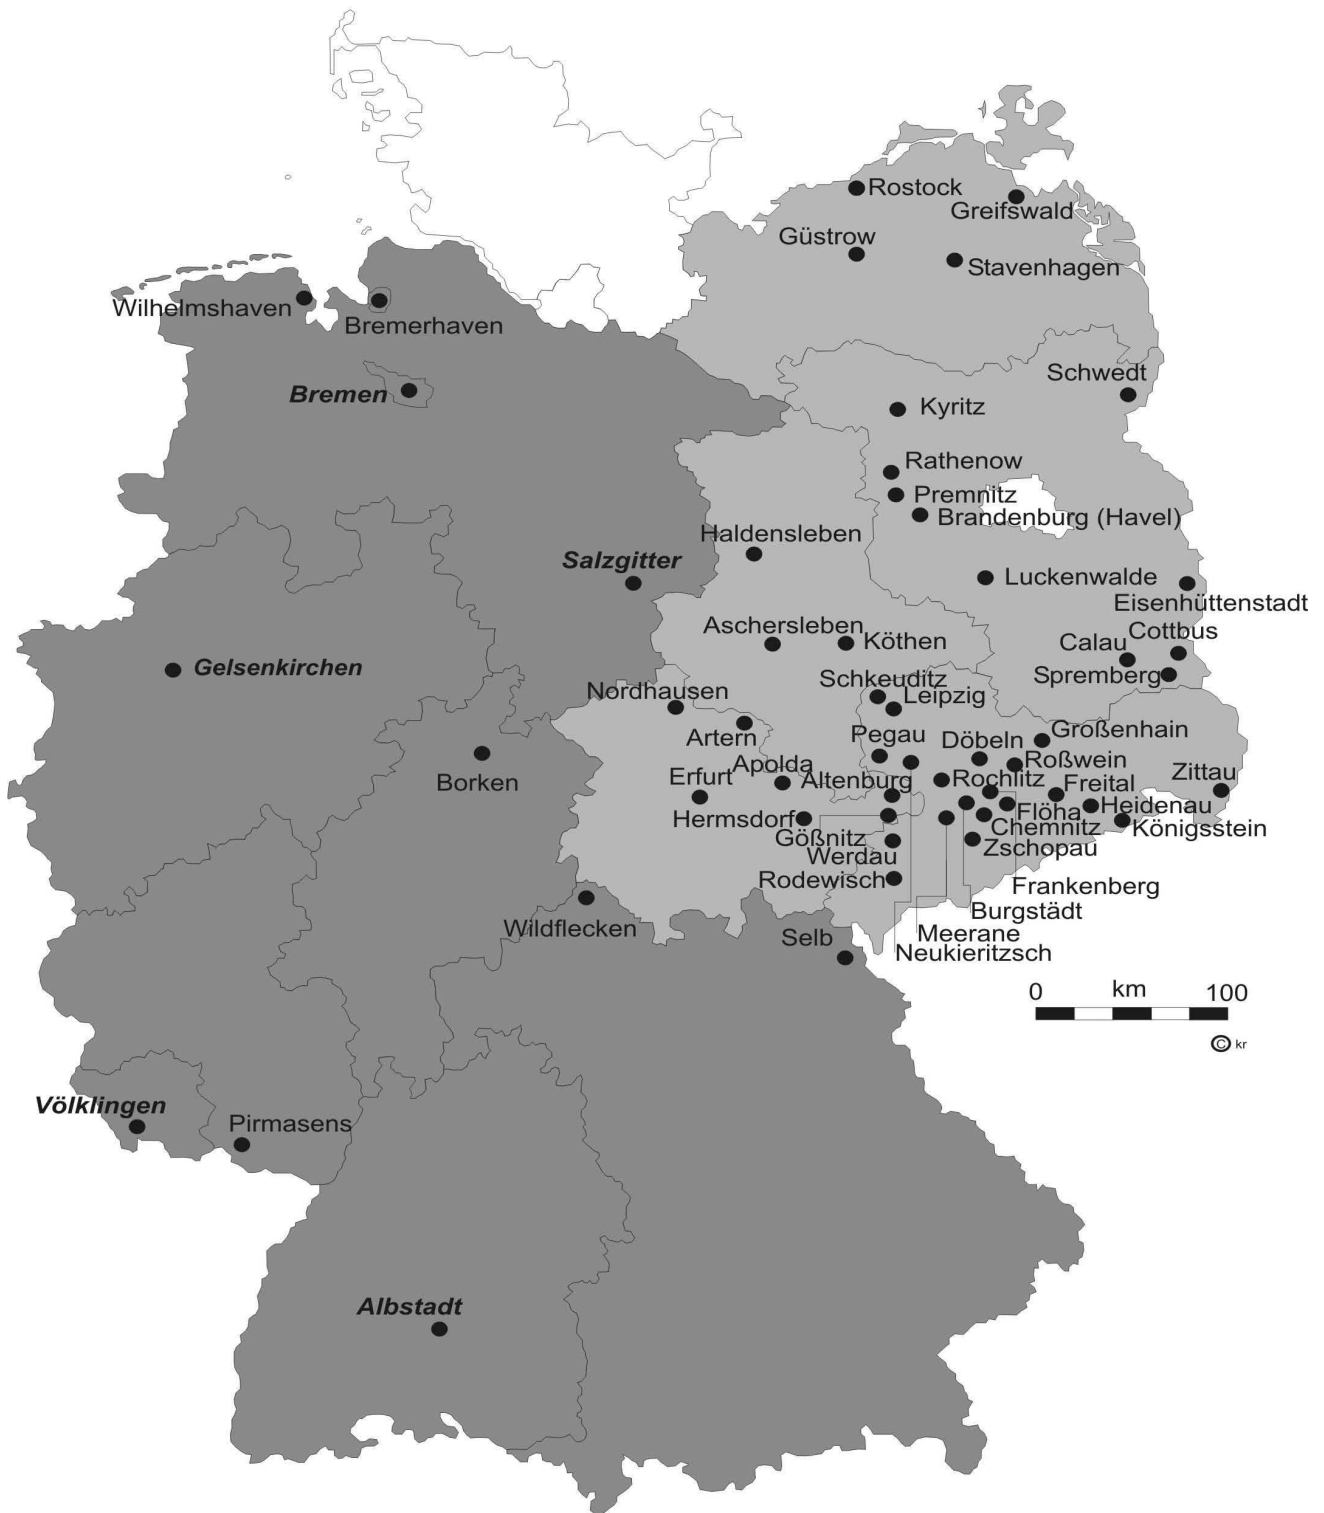 Rostock
Greifswald
Güstrow
Stavenhagen
Wilhelmshaven
Bremerhaven
Schwedt
Bremen
Kyritz
Rathenow
Premnitz
Brandenburg (Havel)
Haldensleben
Salzgitter
Luckenwalde
Eisenhüttenstadt
Aschersleben
Köthen
Cottbus
Calau
Gelsenkirchen
Spremberg
Schkeuditz
Nordhausen
Leipzig
Artern
Pegau
Döbeln
Großenhain
Borken
Apolda
Roßwein
Erfurt
Altenburg
Rochlitz
Freital
Zittau
Hermsdorf
Flöha
Heidenau
Gößnitz
Chemnitz
Königsstein
Werdau
Zschopau
Rodewisch
Frankenberg
Wildflecken
Burgstädt
Selb
Meerane
Neukieritzsch
0 km 100
© kr
Völklingen
Pirmasens
Albstadt